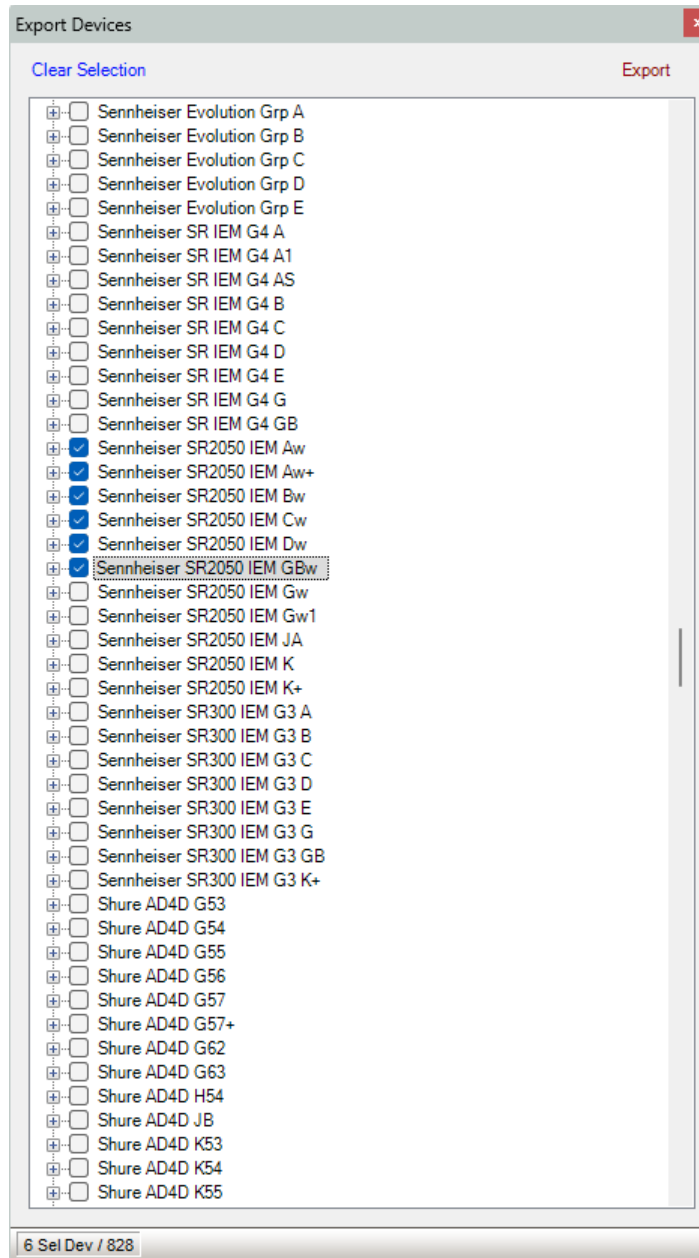 Export Devices
Clear Selection Export
Sennheiser Evolution Grp A
Sennheiser Evolution Grp B
Sennheiser Evolution Grp C
Sennheiser Evolution Grp D
Sennheiser Evolution Grp E
Sennheiser SR IEM G4 A
Sennheiser SR IEM G4 A1
Sennheiser SR IEM G4 AS
Sennheiser SR IEM G4 B
Sennheiser SR IEM G4 C
Sennheiser SR IEM G4 D
Sennheiser SR IEM G4 E
Sennheiser SR IEM G4 G
Sennheiser SR IEM G4 GB
Sennheiser SR2050 IEM Aw
Sennheiser SR2050 IEM Aw+
Sennheiser SR2050 IEM Bw
Sennheiser SR2050 IEM Cw
Sennheiser SR2050 IEM Dw
Sennheiser SR2050 IEM GBw
Sennheiser SR2050 IEM Gw
Sennheiser SR2050 IEM Gw1
Sennheiser SR2050 IEM JA
Sennheiser SR2050 IEM K
Sennheiser SR2050 IEM K+
Sennheiser SR300 IEM G3 A
Sennheiser SR300 IEM G3 B
Sennheiser SR300 IEM G3 C
Sennheiser SR300 IEM G3 D
Sennheiser SR300 IEM G3 E
Sennheiser SR300 IEM G3 G
Sennheiser SR300 IEM G3 GB
Sennheiser SR300 IEM G3 K+
Shure AD4D G53
Shure AD4D G54
Shure AD4D G55
Shure AD4D G56
Shure AD4D G57
Shure AD4D G57+
Shure AD4D G62
Shure AD4D G63
Shure AD4D H54
Shure AD4D JB
Shure AD4D K53
Shure AD4D K54
Shure AD4D K55
6 Sel Dev / 828